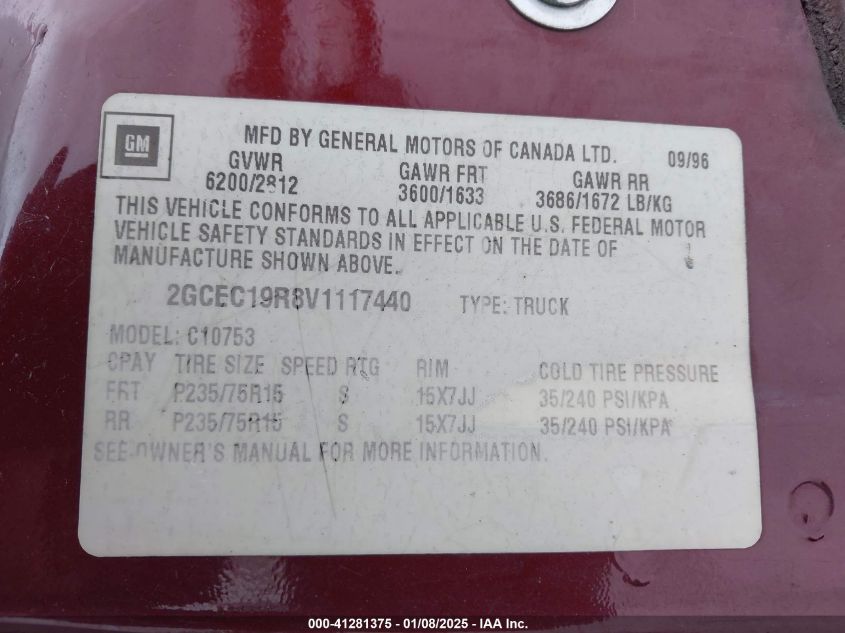 GM
MFD BY GENERAL MOTORS OF CANADA LTD. 09/96
GVWR GAWR FRT GAWR RR
6200/2812 3600/1633 3686/1672 LB/KG
THIS VEHICLE CONFORMS TO ALL APPLICABLE U.S. FEDERAL MOTOR
VEHICLE SAFETY STANDARDS IN EFFECT ON THE DATE OF
MANUFACTURE SHOWN ABOVE.
2GCEC19R8V1117440 TYPE: TRUCK
MODEL: C10753
CPAY TIRE SIZE SPEED RTG RIM COLD TIRE PRESSURE
FRT P235/75R15 S 15X7JJ 35/240 PSI/KPA
RR P235/75R15 S 15X7JJ 35/240 PSI/KPA
SEE OWNER'S MANUAL FOR MORE INFORMATION.
000-41281375 - 01/08/2025 - IAA Inc.